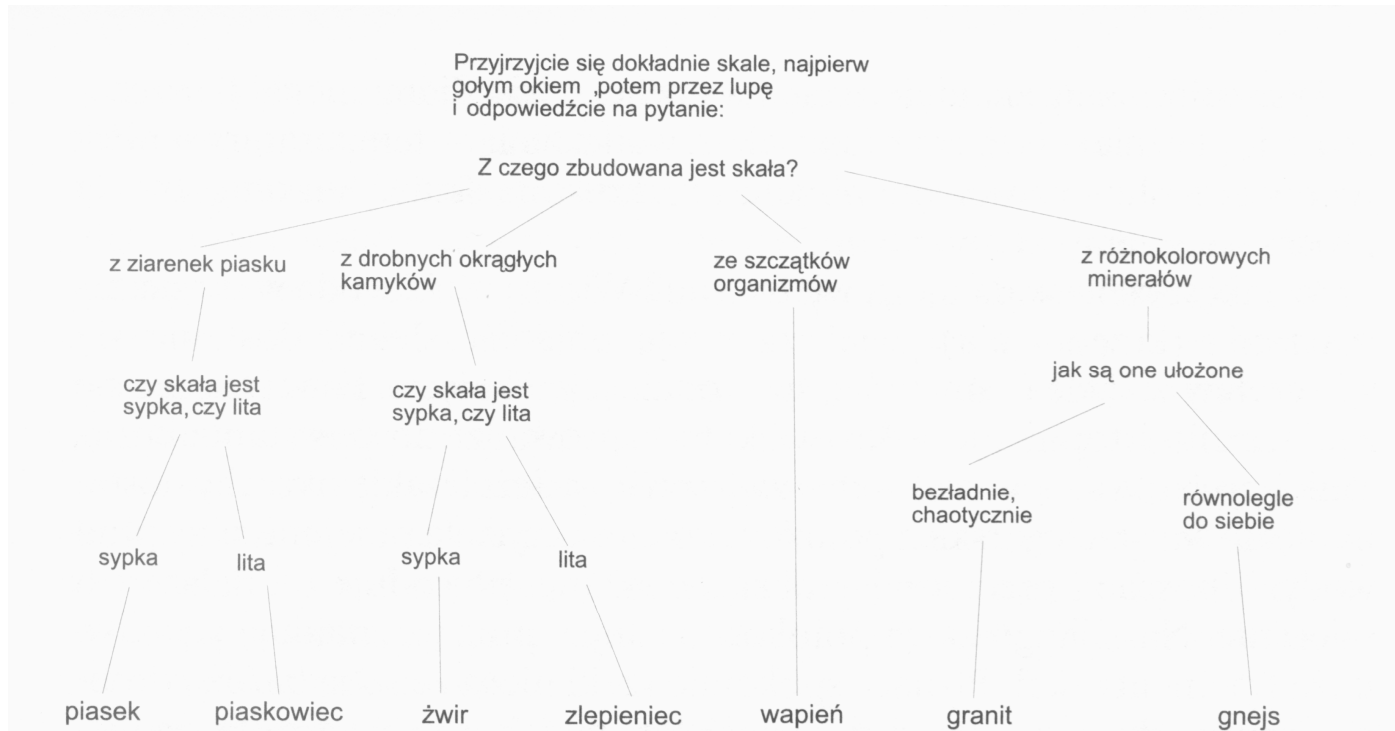 Przyjrzyjcie się dokładnie skale, najpierw
gołym okiem ,potem przez lupę
i odpowiedźcie na pytanie:
Z czego zbudowana jest skała?
z ziarenek piasku
z drobnych okrągłych
kamyków
ze szczątków
organizmów
z różnokolorowych
minerałów
czy skała jest
sypka, czy lita
czy skała jest
sypka, czy lita
jak są one ułożone
bezładnie,
chaotycznie
równolegle
do siebie
sypka
lita
sypka
lita
piasek
piaskowiec
żwir
zlepieniec
wapień
granit
gnejs